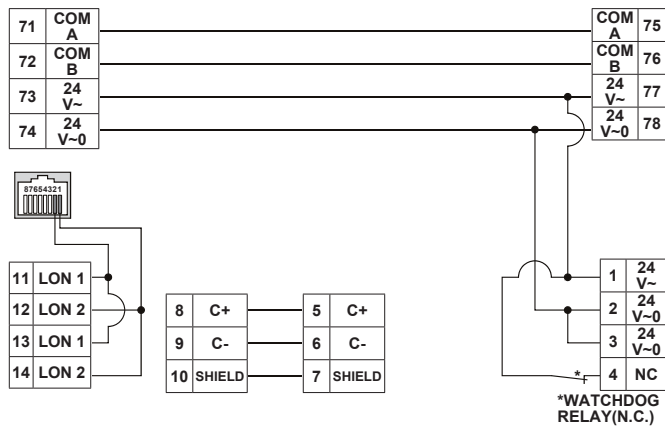 71 COM A
72 COM B
73 24 V~
74 24 V~0
COM A 75
COM B 76
24 V~ 77
24 V~0 78
87654321
11 LON 1
12 LON 2
13 LON 1
14 LON 2
8 C+
9 C-
10 SHIELD
5 C+
6 C-
7 SHIELD
1 24 V~
2 24 V~0
3 24 V~0
* 4 NC
*WATCHDOG
RELAY(N.C.)